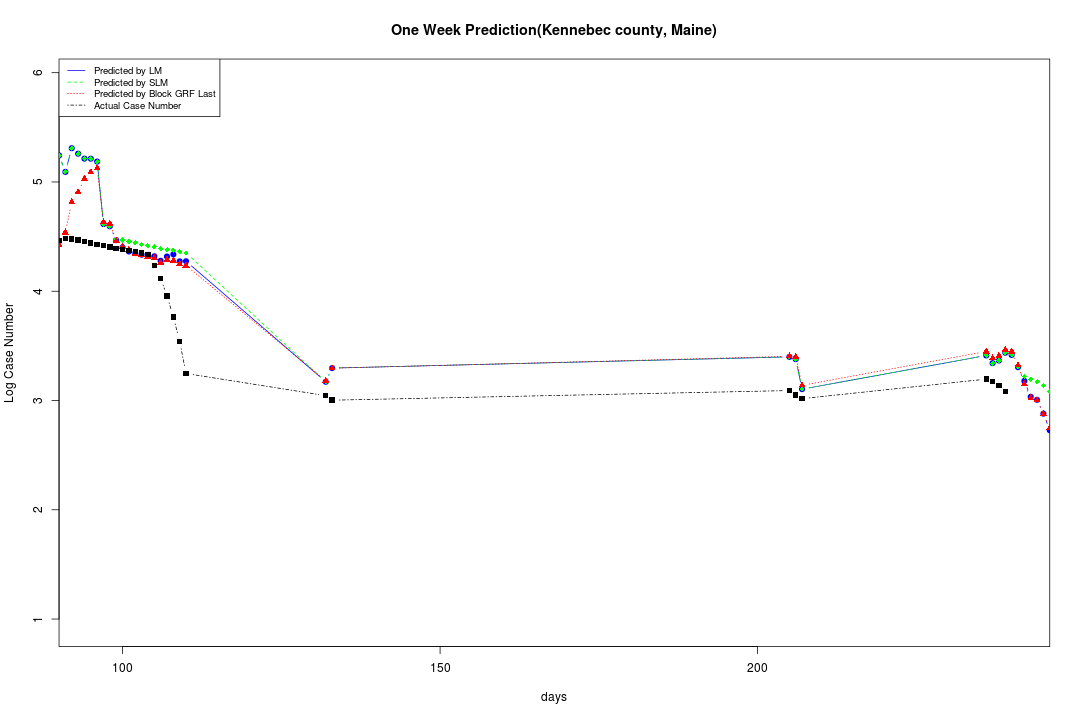 One Week Prediction(Kennebec county, Maine)
Predicted by LM
Predicted by SLM
Predicted by Block GRF Last
Actual Case Number
6
5
4
3
2
1
Log Case Number
100 150 200
days